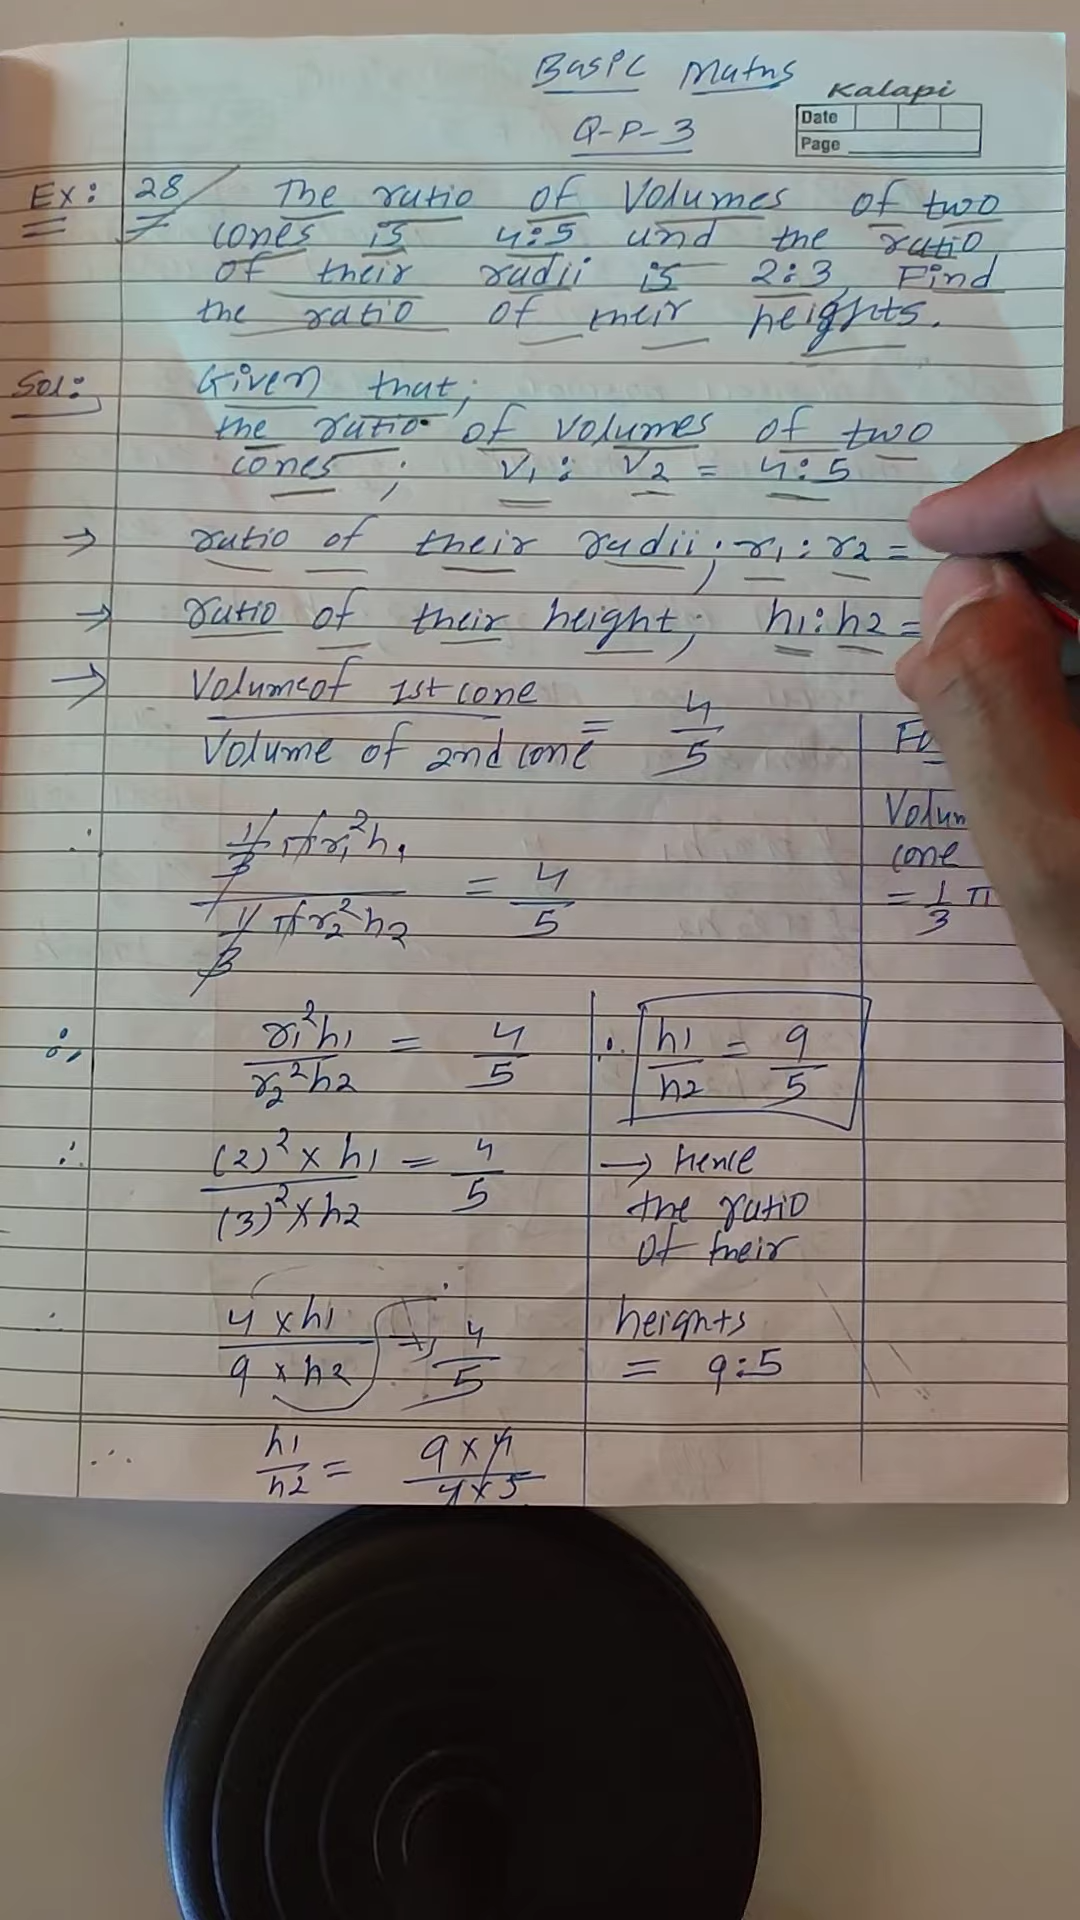 Basic Maths
Q-P-3
Kalapi
Date
Page
Ex: 28 The ratio of Volumes of two
cones is 4:5 and the ratio
of their radii is 2:3, Find
the ratio of their heights.
Sol: Given that;
the ratio of volumes of two
cones; V1: V2 = 4:5
→ ratio of their radii; r1: r2 =
→ ratio of their height; h1: h2 =
→ Volume of 1st cone
Volume of 2nd cone = 4/5
Volum
cone
= 1/3 π
∴ 1/3 πr1²h1 / 1/3 πr2²h2 = 4/5
∴ r1²h1 / r2²h2 = 4/5
∴ (2)² x h1 / (3)² x h2 = 4/5
∴ 4 x h1 / 9 x h2 = 4/5
∴ h1/h2 = 9 x 4 / 4 x 5
∴ h1/h2 = 9/5
→ hence
the ratio
of their
heights
= 9:5